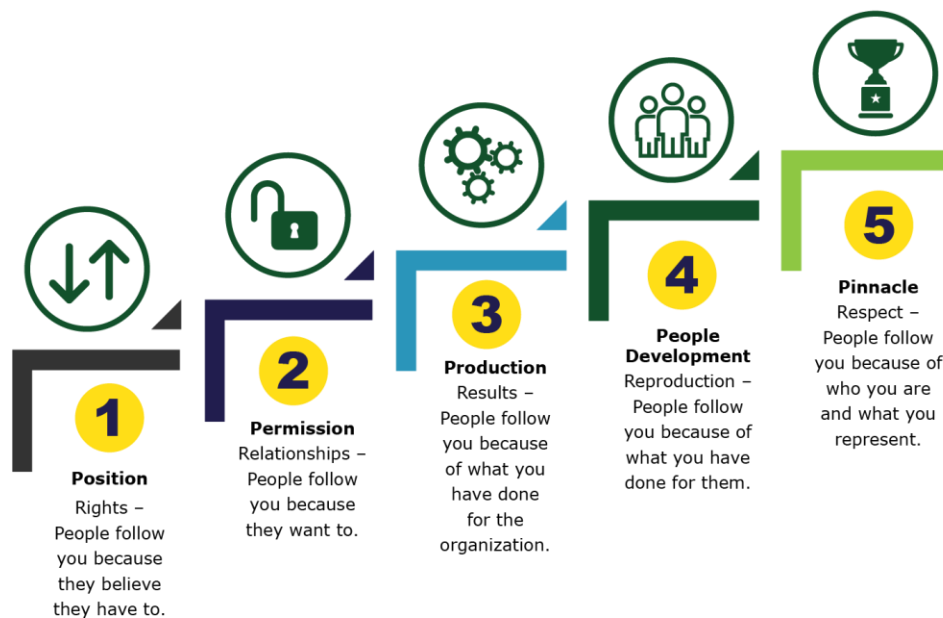 1
Position
Rights –
People follow
you because
they believe
they have to.
2
Permission
Relationships –
People follow
you because
they want to.
3
Production
Results –
People follow
you because
of what you
have done
for the
organization.
4
People
Development
Reproduction –
People follow
you because of
what you have
done for them.
5
Pinnacle
Respect –
People follow
you because of
who you are
and what you
represent.